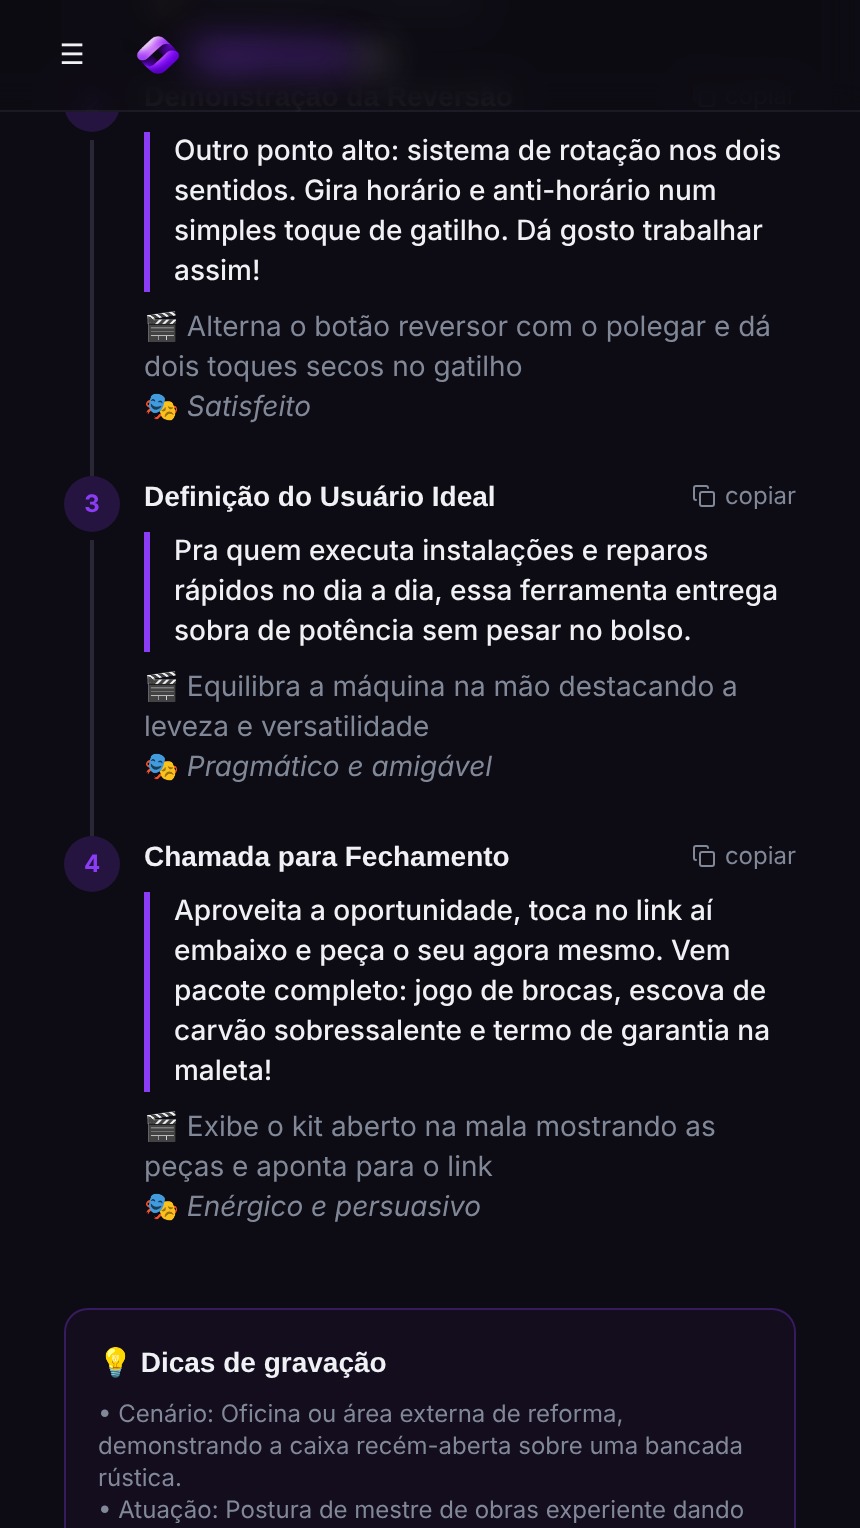 Demonstração da Reversão
copiar
Outro ponto alto: sistema de rotação nos dois
sentidos. Gira horário e anti-horário num
simples toque de gatilho. Dá gosto trabalhar
assim!
🎬 Alterna o botão reversor com o polegar e dá
dois toques secos no gatilho
🎭 Satisfeito
3
Definição do Usuário Ideal
copiar
Pra quem executa instalações e reparos
rápidos no dia a dia, essa ferramenta entrega
sobra de potência sem pesar no bolso.
🎬 Equilibra a máquina na mão destacando a
leveza e versatilidade
🎭 Pragmático e amigável
4
Chamada para Fechamento
copiar
Aproveita a oportunidade, toca no link aí
embaixo e peça o seu agora mesmo. Vem
pacote completo: jogo de brocas, escova de
carvão sobressalente e termo de garantia na
maleta!
🎬 Exibe o kit aberto na mala mostrando as
peças e aponta para o link
🎭 Enérgico e persuasivo
💡 Dicas de gravação
• Cenário: Oficina ou área externa de reforma,
demonstrando a caixa recém-aberta sobre uma bancada
rústica.
• Atuação: Postura de mestre de obras experiente dando